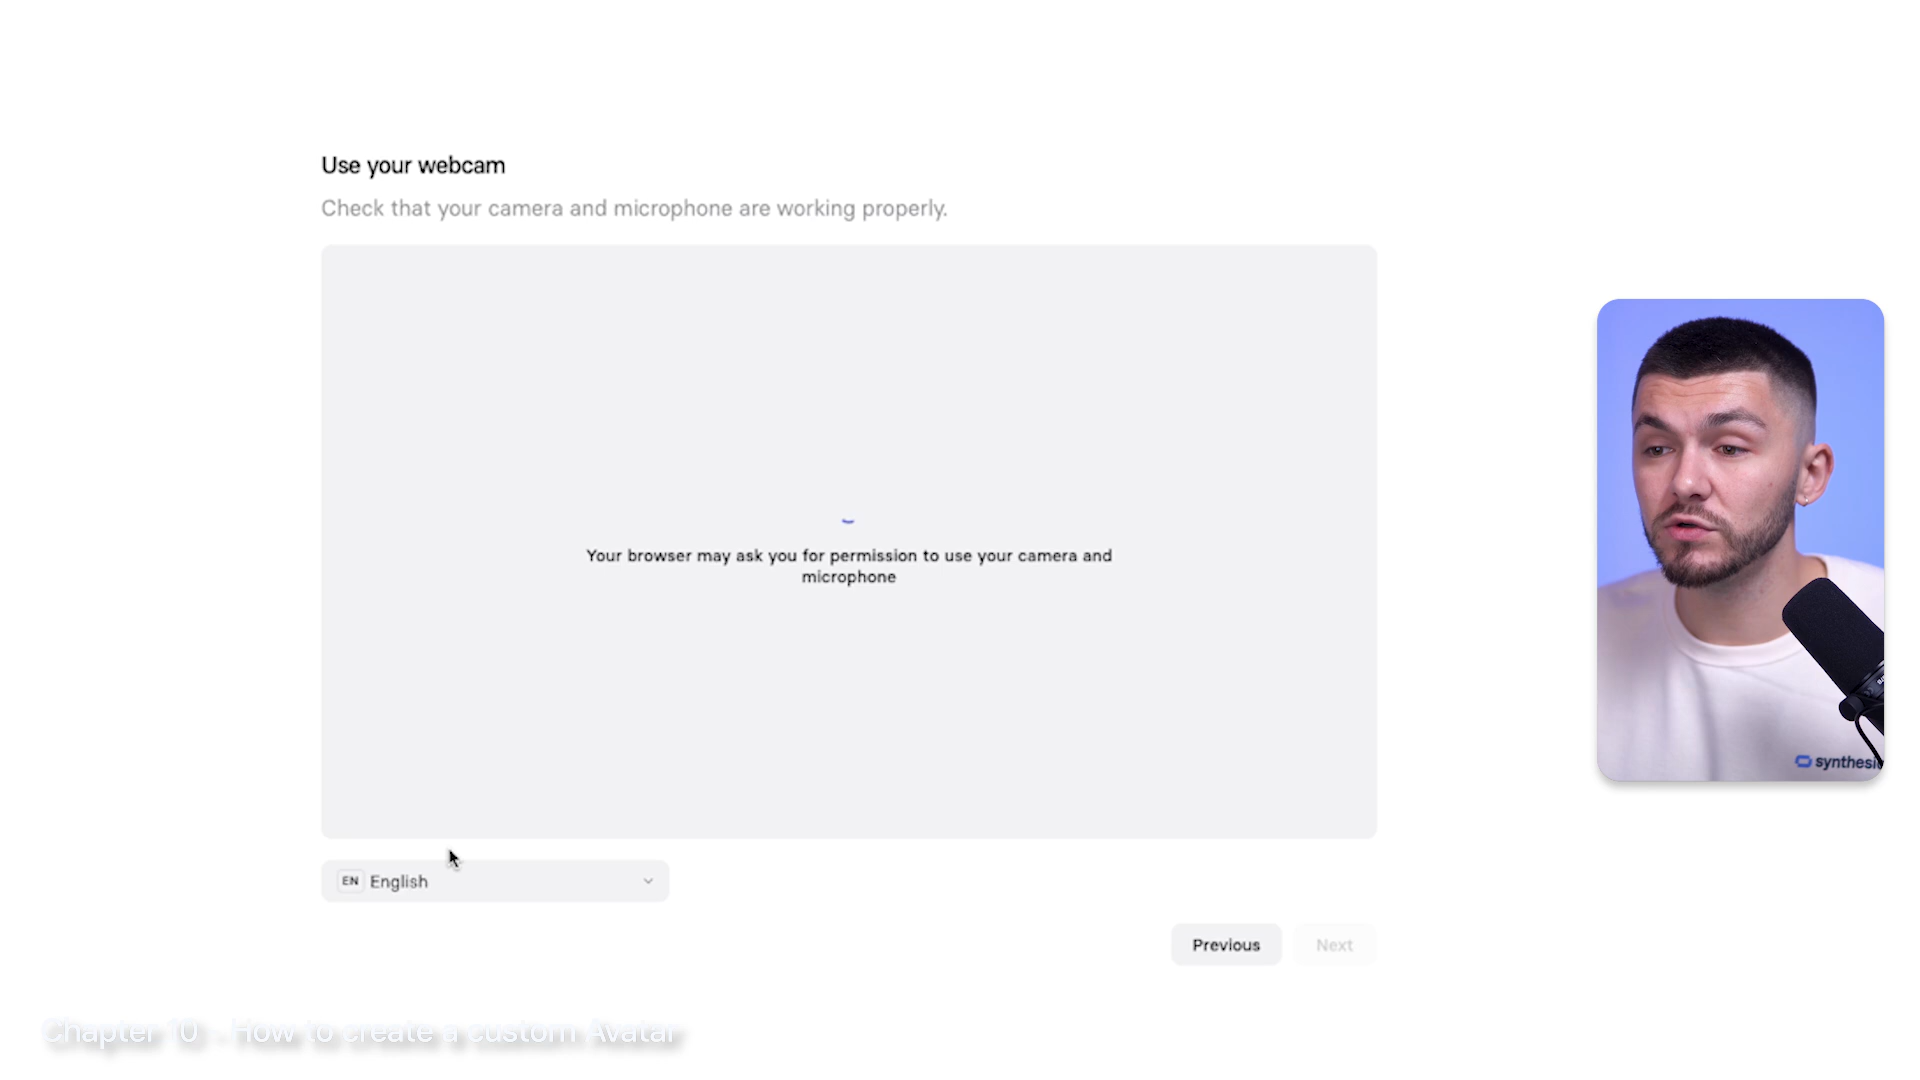 Use your webcam
Check that your camera and microphone are working properly.
Your browser may ask you for permission to use your camera and
microphone
EN English
Previous
Next
Chapter 10 - How to create a custom Avatar